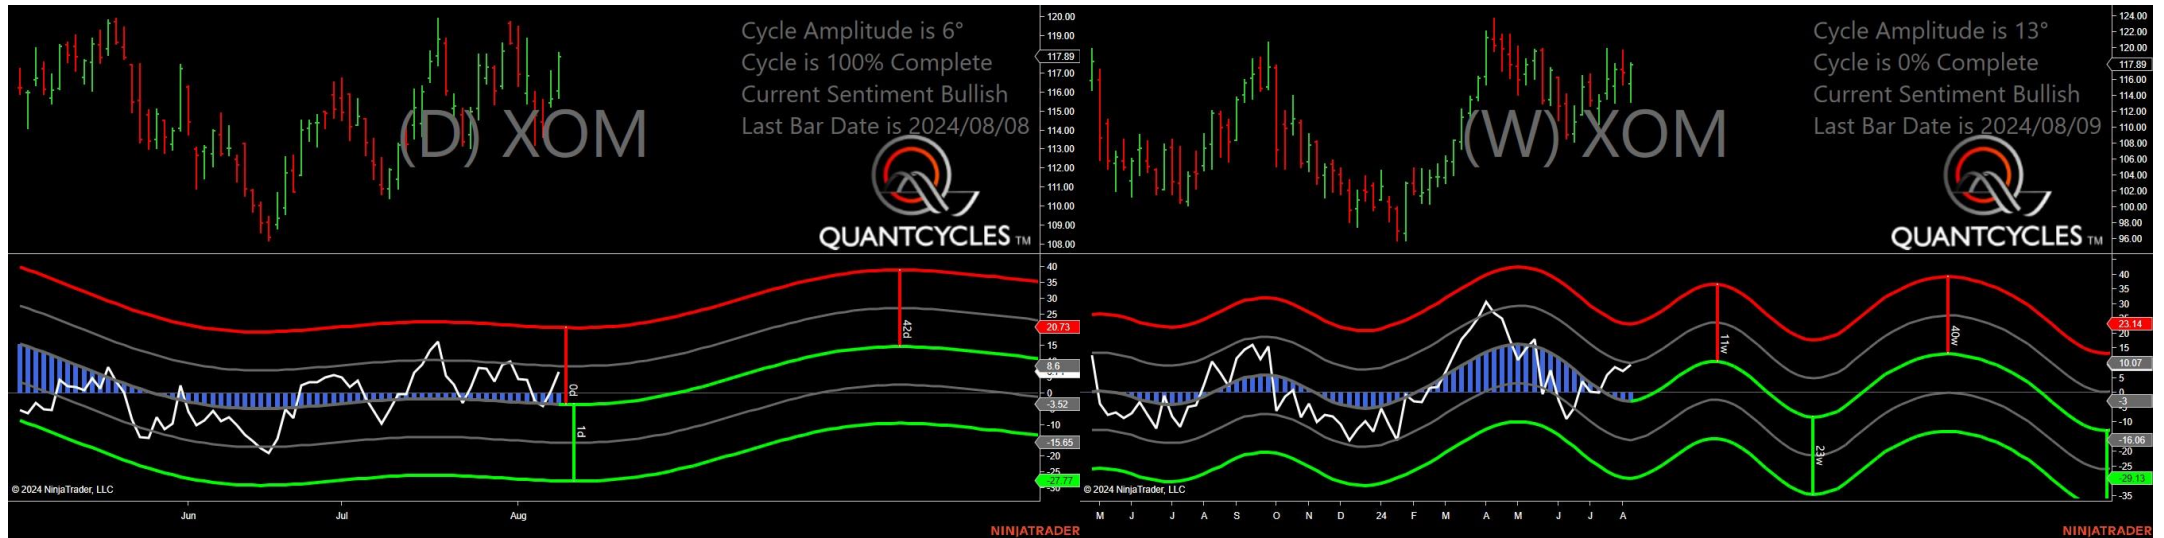 Cycle Amplitude is 6°
Cycle is 100% Complete
Current Sentiment Bullish
Last Bar Date is 2024/08/08
(D) XOM
QUANTCYCLES TM
120.00
119.00
117.89
117.00
116.00
115.00
114.00
113.00
112.00
111.00
110.00
109.00
108.00
40
35
30
25
20.73
15
8.6
0
-3.52
-10
-15.65
-20
-25
-27.77
0d
1d
42d
© 2024 NinjaTrader, LLC
Jun
Jul
Aug
NINJATRADER
Cycle Amplitude is 13°
Cycle is 0% Complete
Current Sentiment Bullish
Last Bar Date is 2024/08/09
(W) XOM
QUANTCYCLES TM
124.00
122.00
120.00
117.89
116.00
114.00
112.00
110.00
108.00
106.00
104.00
102.00
100.00
98.00
96.00
40
35
30
23.14
20
15
10.07
5
-3
-10
-16.06
-20
-25
-29.13
-35
11w
23w
40w
© 2024 NinjaTrader, LLC
M
J
J
A
S
O
N
D
24
F
M
A
M
J
J
A
NINJATRADER